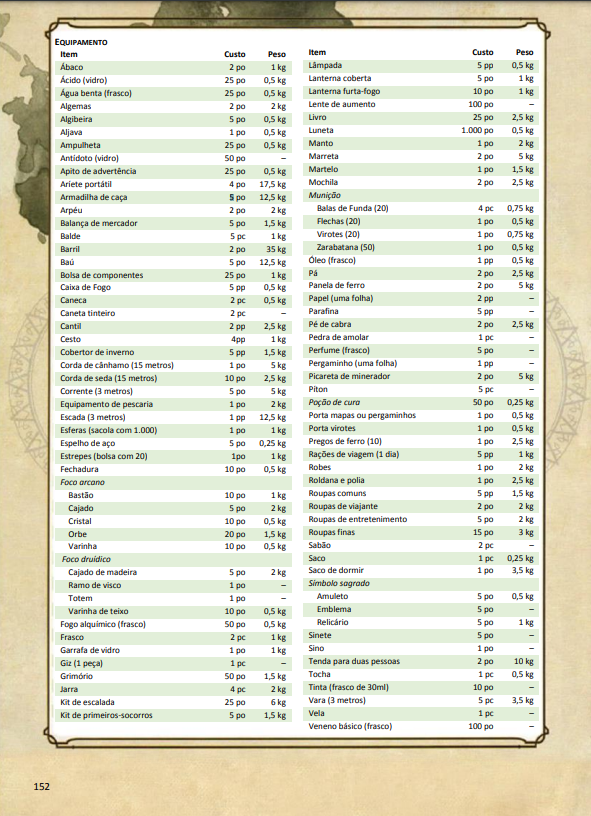 EQUIPAMENTO
Item Custo Peso
Ábaco 2 po 1 kg
Ácido (vidro) 25 po 0,5 kg
Água benta (frasco) 25 po 0,5 kg
Algemas 2 po 2 kg
Algibeira 5 po 0,5 kg
Aljava 1 po 0,5 kg
Ampulheta 25 po 0,5 kg
Antídoto (vidro) 50 po –
Apito de advertência 25 po 0,5 kg
Ariete portátil 4 po 17,5 kg
Armadilha de caça 5 po 12,5 kg
Arpéu 2 po 2 kg
Balança de mercador 5 po 1,5 kg
Balde 5 pc 1 kg
Barril 2 po 35 kg
Baú 5 po 12,5 kg
Bolsa de componentes 25 po 1 kg
Caixa de Fogo 5 pp 0,5 kg
Caneca 2 pc 0,5 kg
Caneta tinteiro 2 pc –
Cantil 2 pp 2,5 kg
Cesto 4pp 1 kg
Cobertor de inverno 5 pp 1,5 kg
Corda de cânhamo (15 metros) 1 po 5 kg
Corda de seda (15 metros) 10 po 2,5 kg
Corrente (3 metros) 5 po 5 kg
Equipamento de pescaria 1 po 2 kg
Escada (3 metros) 1 pp 12,5 kg
Esferas (sacola com 1.000) 1 po 1 kg
Espelho de aço 5 po 0,25 kg
Estrepes (bolsa com 20) 1po 1 kg
Fechadura 10 po 0,5 kg
Foco arcano
Bastão 10 po 1 kg
Cajado 5 po 2 kg
Cristal 10 po 0,5 kg
Orbe 20 po 1,5 kg
Varinha 10 po 0,5 kg
Foco druídico
Cajado de madeira 5 po 2 kg
Ramo de visco 1 po –
Totem 1 po –
Varinha de teixo 10 po 0,5 kg
Fogo alquímico (frasco) 50 po 0,5 kg
Frasco 2 pc 1 kg
Garrafa de vidro 1 po 1 kg
Giz (1 peça) 1 pc –
Grimório 50 po 1,5 kg
Jarra 4 pc 2 kg
Kit de escalada 25 po 6 kg
Kit de primeiros-socorros 5 po 1,5 kg
Item Custo Peso
Lâmpada 5 pp 0,5 kg
Lanterna coberta 5 po 1 kg
Lanterna furta-fogo 10 po 1 kg
Lente de aumento 100 po –
Livro 25 po 2,5 kg
Luneta 1.000 po 0,5 kg
Manto 1 po 2 kg
Marreta 2 po 5 kg
Martelo 1 po 1,5 kg
Mochila 2 po 2,5 kg
Munição
Balas de Funda (20) 4 pc 0,75 kg
Flechas (20) 1 po 0,5 kg
Virotes (20) 1 po 0,75 kg
Zarabatana (50) 1 po 0,5 kg
Óleo (frasco) 1 pp 0,5 kg
Pá 2 po 2,5 kg
Panela de ferro 2 po 5 kg
Papel (uma folha) 2 pp –
Parafina 5 pp –
Pé de cabra 2 po 2,5 kg
Pedra de amolar 1 pc –
Perfume (frasco) 5 po –
Pergaminho (uma folha) 1 pp –
Picareta de minerador 2 po 5 kg
Píton 5 pc –
Poção de cura 50 po 0,25 kg
Porta mapas ou pergaminhos 1 po 0,5 kg
Porta virotes 1 po 0,5 kg
Pregos de ferro (10) 1 po 2,5 kg
Rações de viagem (1 dia) 5 pp 1 kg
Robes 1 po 2 kg
Roldana e polia 1 po 2,5 kg
Roupas comuns 5 pp 1,5 kg
Roupas de viajante 2 po 2 kg
Roupas de entretenimento 5 po 2 kg
Roupas finas 15 po 3 kg
Sabão 2 pc –
Saco 1 pc 0,25 kg
Saco de dormir 1 po 3,5 kg
Símbolo sagrado
Amuleto 5 po 0,5 kg
Emblema 5 po –
Relicário 5 po 1 kg
Sinete 5 po –
Sino 1 po –
Tenda para duas pessoas 2 po 10 kg
Tocha 1 pc 0,5 kg
Tinta (frasco de 30ml) 10 po –
Vara (3 metros) 5 pc 3,5 kg
Vela 1 pc –
Veneno básico (frasco) 100 po –
152